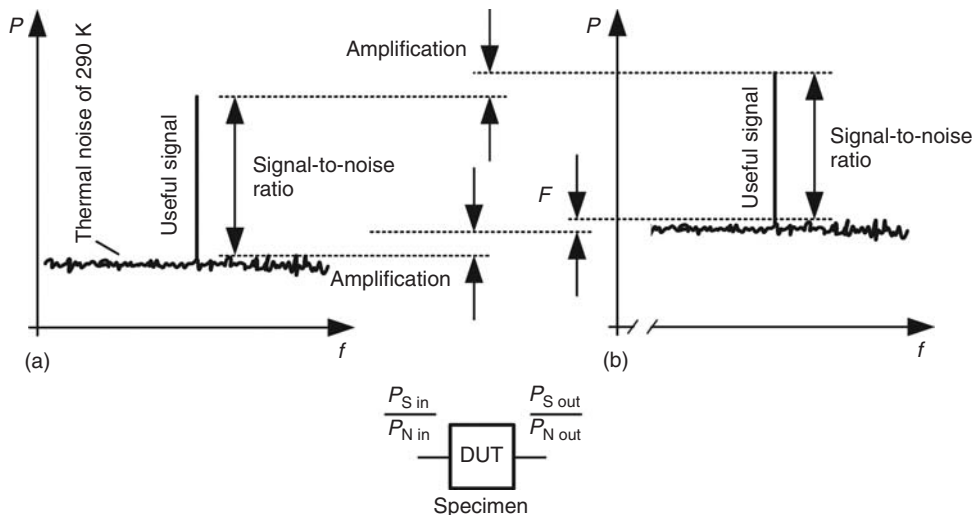 P
Thermal noise of 290 K
Useful signal
Signal-to-noise
ratio
f
(a)
Amplification
Amplification
F
P
Useful signal
Signal-to-noise
ratio
f
(b)
P_S in
P_N in
DUT
P_S out
P_N out
Specimen